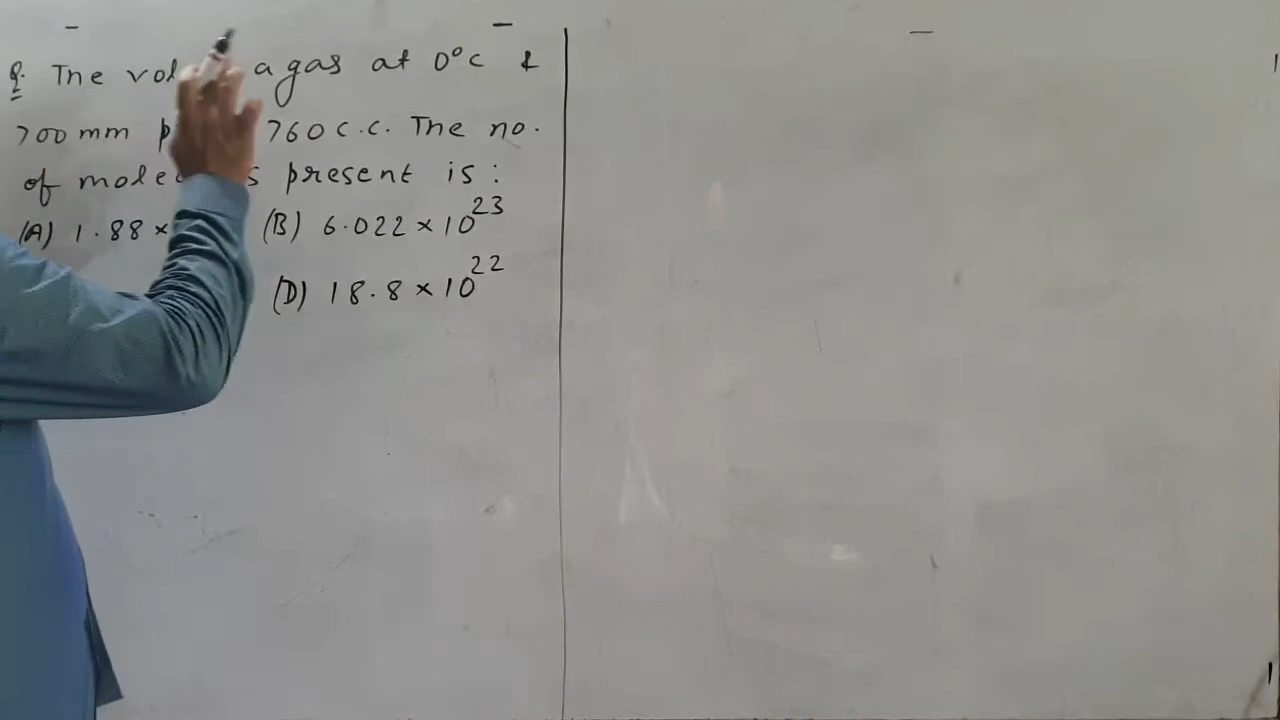 Q. The vol a gas at 0°C &
700 mm p 760 C.C. The no.
of mole s present is:
(A) 1.88 × (B) 6.022 × 10²³
(D) 18.8 × 10²²